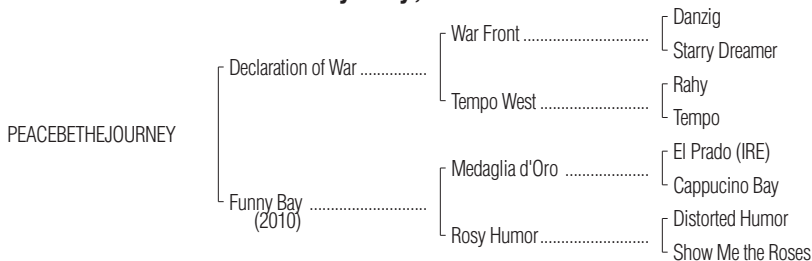 Danzig
War Front
Starry Dreamer
Declaration of War
Rahy
Tempo West
Tempo
PEACEBETHEJOURNEY
El Prado (IRE)
Medaglia d'Oro
Cappucino Bay
Funny Bay
(2010)
Distorted Humor
Rosy Humor
Show Me the Roses